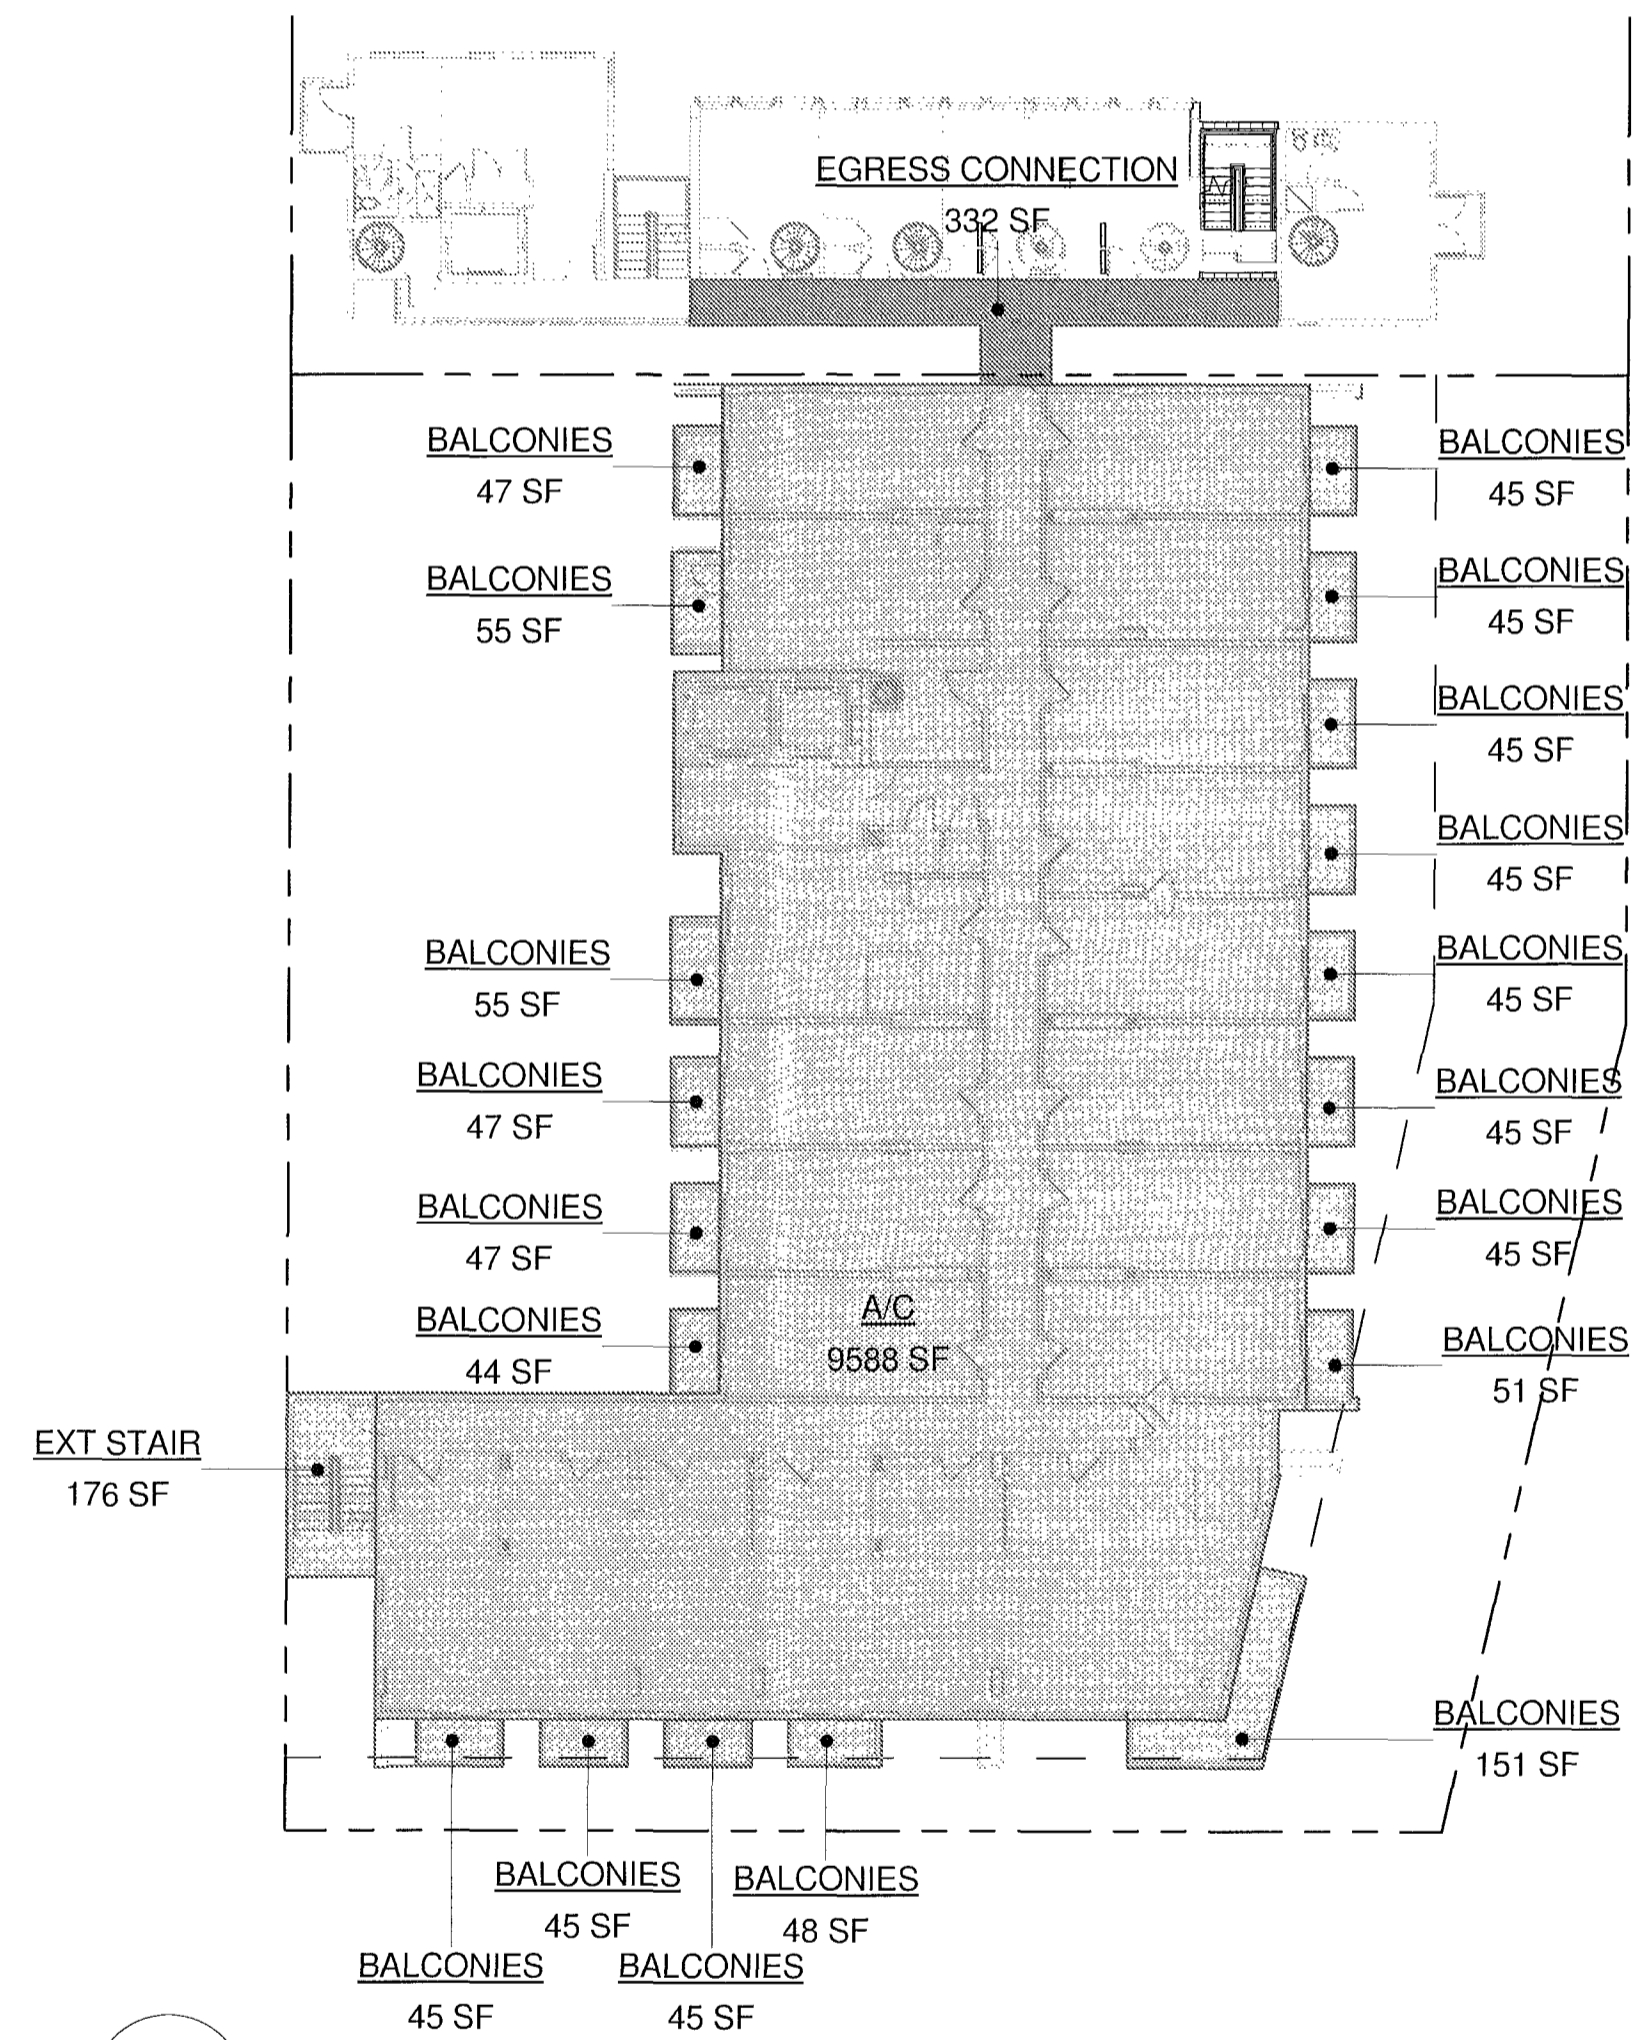 EGRESS CONNECTION
332 SF
BALCONIES
47 SF
BALCONIES
45 SF
BALCONIES
55 SF
BALCONIES
45 SF
BALCONIES
45 SF
BALCONIES
45 SF
BALCONIES
55 SF
BALCONIES
45 SF
BALCONIES
47 SF
BALCONIES
45 SF
BALCONIES
47 SF
BALCONIES
45 SF
A/C
9588 SF
BALCONIES
44 SF
BALCONIES
51 SF
EXT STAIR
176 SF
BALCONIES
151 SF
BALCONIES
45 SF
BALCONIES
48 SF
BALCONIES
45 SF
BALCONIES
45 SF